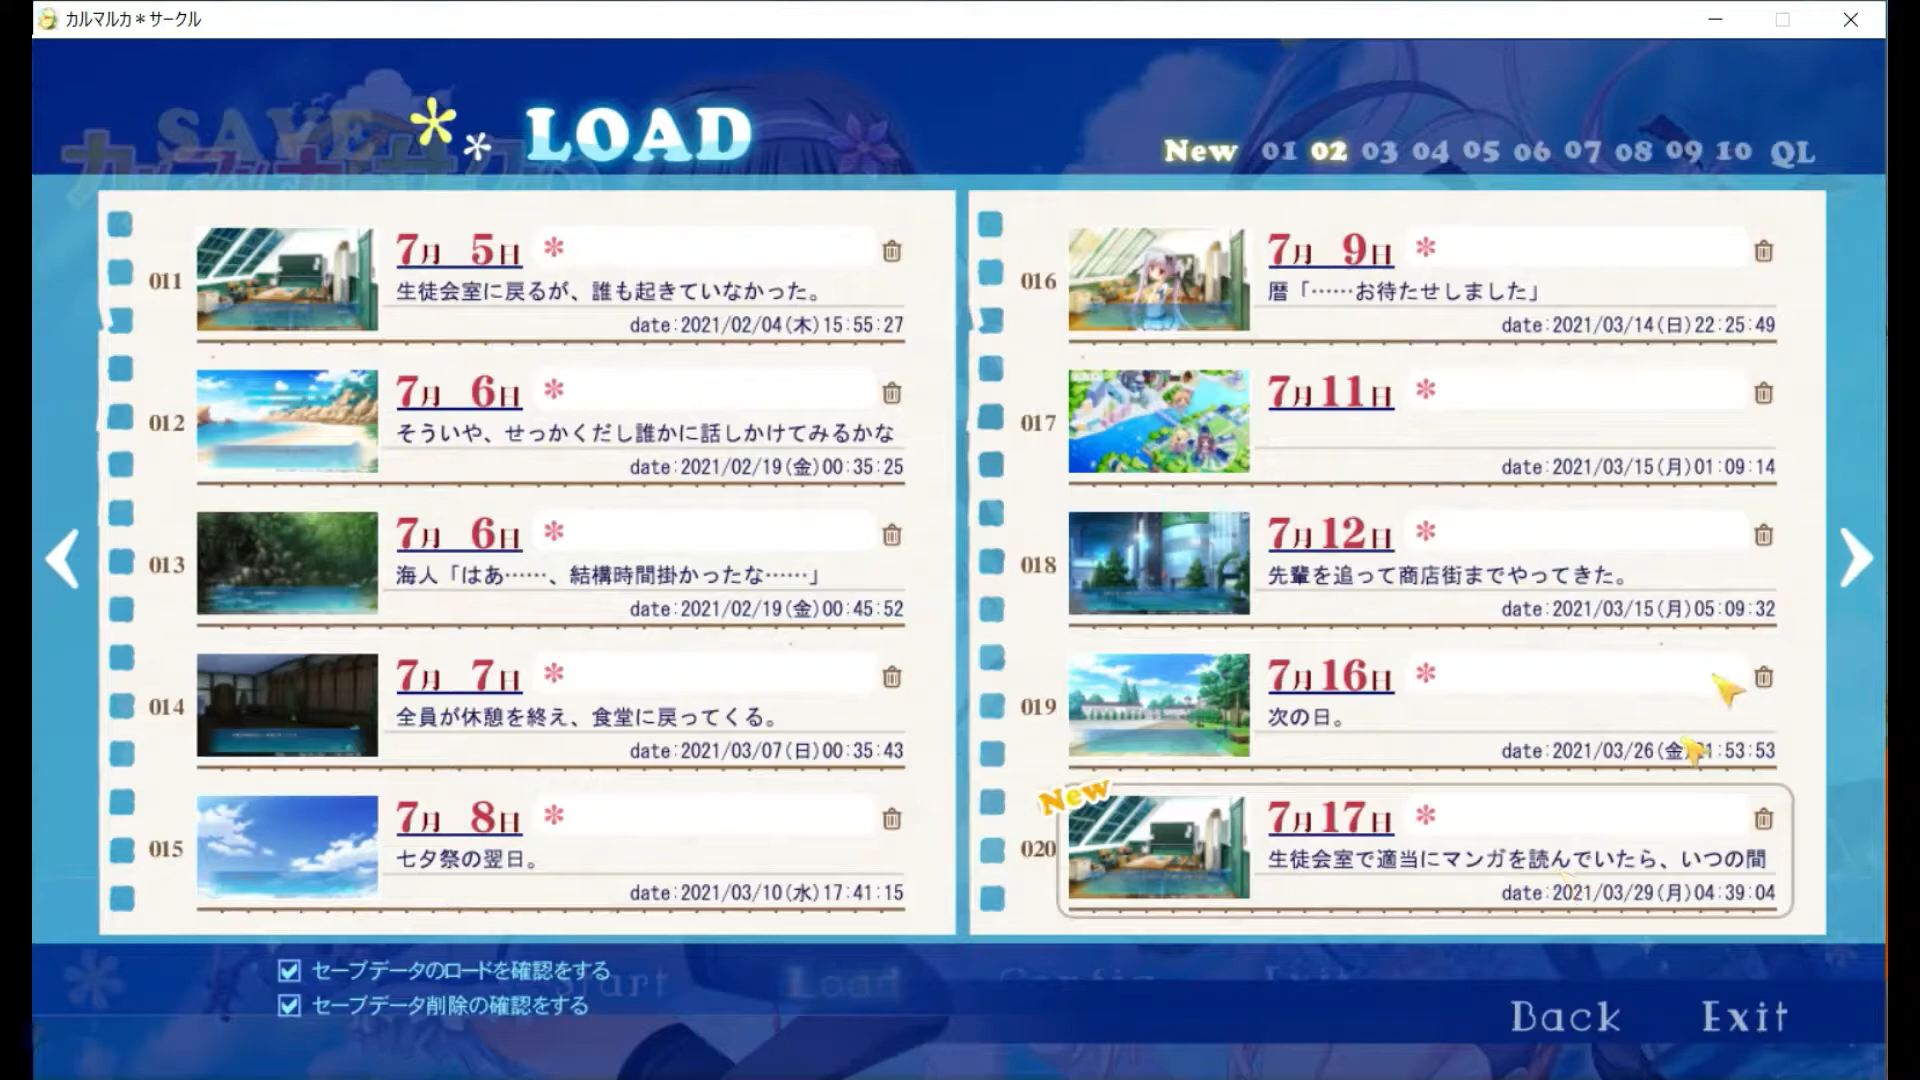 カルマルカ＊サークル
SAVE
LOAD
New 01 02 03 04 05 06 07 08 09 10 QL
011
7月 5日
生徒会室に戻るが、誰も起きていなかった。
date:2021/02/04(木)15:55:27
012
7月 6日
そういや、せっかくだし誰かに話しかけてみるかな
date:2021/02/19(金)00:35:25
013
7月 6日
海人「はあ……、結構時間掛かったな……」
date:2021/02/19(金)00:45:52
014
7月 7日
全員が休憩を終え、食堂に戻ってくる。
date:2021/03/07(日)00:35:43
015
7月 8日
七夕祭の翌日。
date:2021/03/10(水)17:41:15
016
7月 9日
暦「……お待たせしました」
date:2021/03/14(日)22:25:49
017
7月11日
date:2021/03/15(月)01:09:14
018
7月12日
先輩を追って商店街までやってきた。
date:2021/03/15(月)05:09:32
019
7月16日
次の日。
date:2021/03/26(金 1:53:53
New
020
7月17日
生徒会室で適当にマンガを読んでいたら、いつの間
date:2021/03/29(月)04:39:04
セーブデータのロードを確認をする
セーブデータ削除の確認をする
Start Load Config Exit
Back Exit